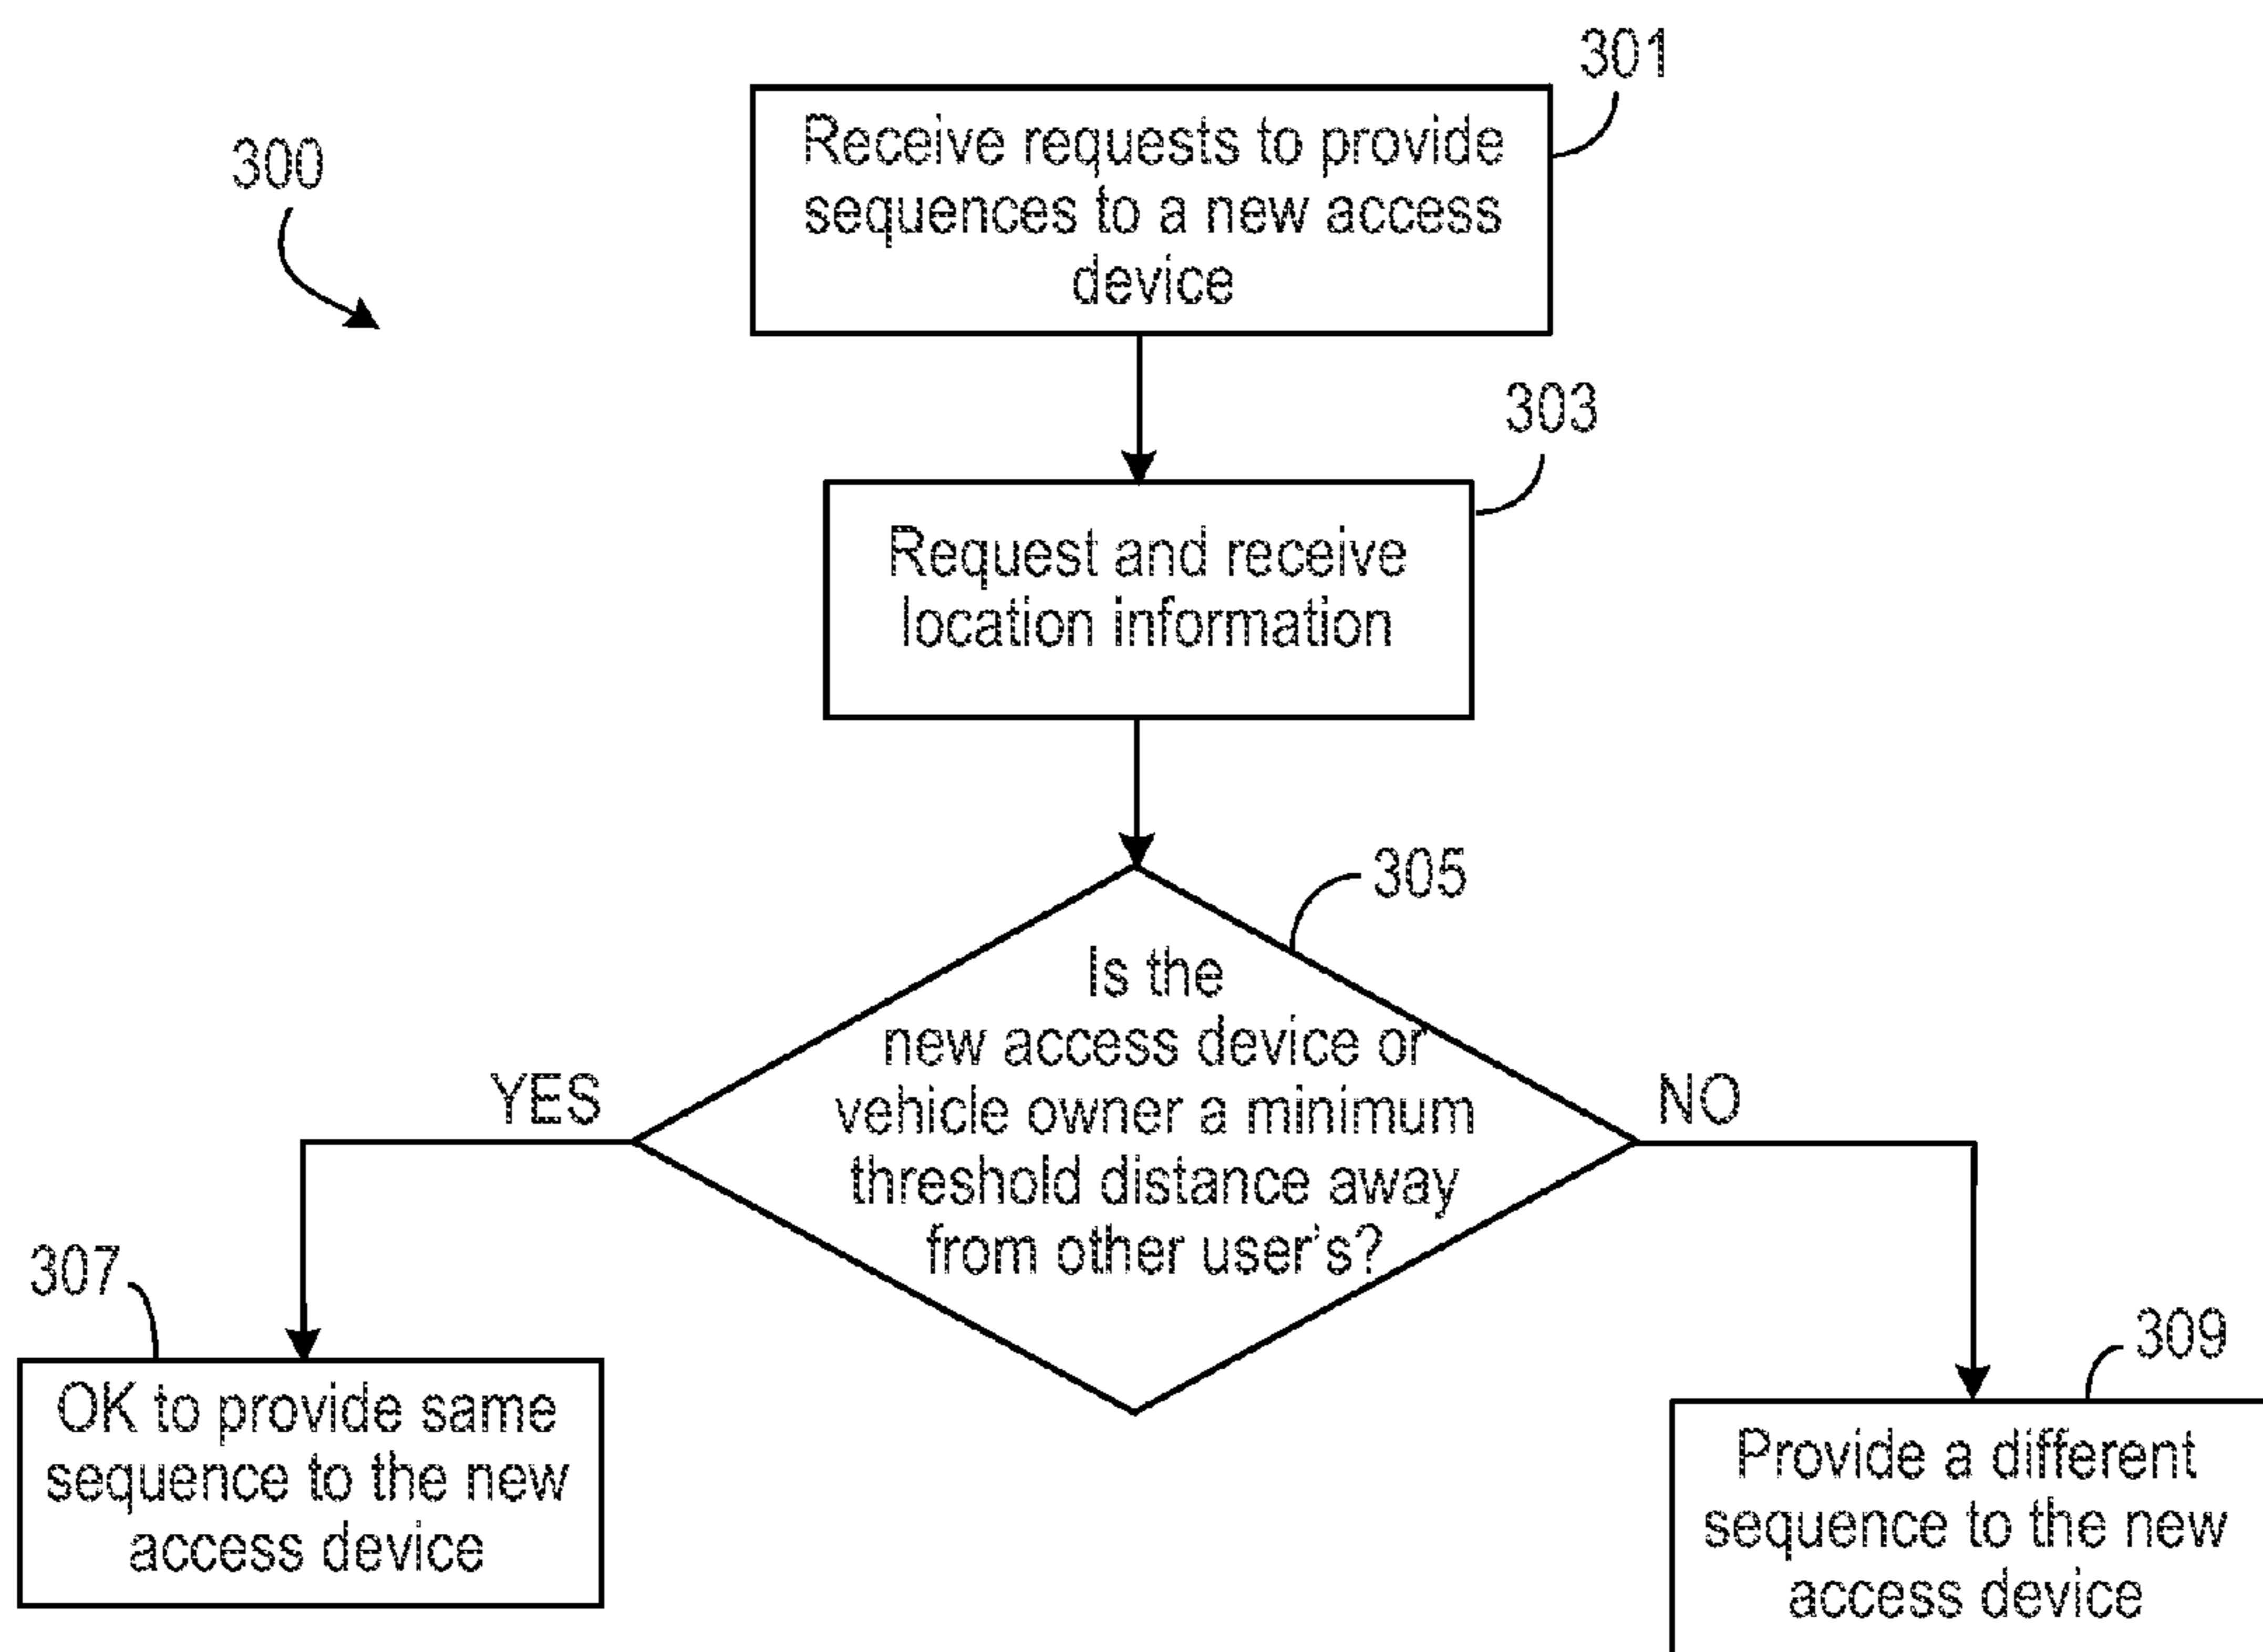 301
Receive requests to provide
sequences to a new access
device
300
303
Request and receive
location information
305
Is the
new access device or
vehicle owner a minimum
threshold distance away
from other user's?
YES
NO
307
OK to provide same
sequence to the new
access device
309
Provide a different
sequence to the new
access device